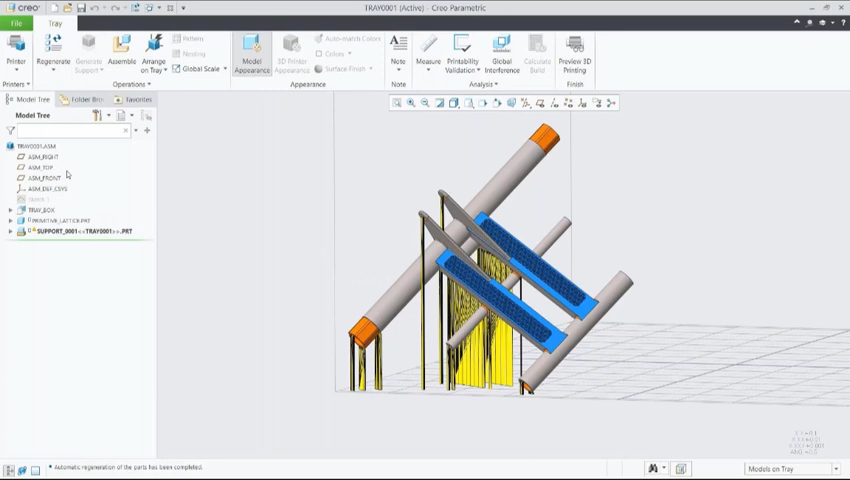 creo
TRAY0001 (Active) - Creo Parametric
File
Tray
Printer
Regenerate
Generate Support
Assemble
Arrange on Tray
Pattern
Nesting
Global Scale
Model Appearance
3D Printer Appearance
Auto-match Colors
Colors
Surface Finish
Note
Measure
Printability Validation
Global Interference
Calculate Build
Preview 3D Printing
Printers
Operations
Appearance
Note
Analysis
Finish
Model Tree
Folder Bro
Favorites
Model Tree
TRAY0001.ASM
ASM_RIGHT
ASM_TOP
ASM_FRONT
ASM_DEF_CSYS
TRAY_BOX
PRIMITIVE_LATTICE.PRT
SUPPORT_0001<<TRAY0001>>.PRT
Automatic regeneration of the parts has been completed.
Models on Tray